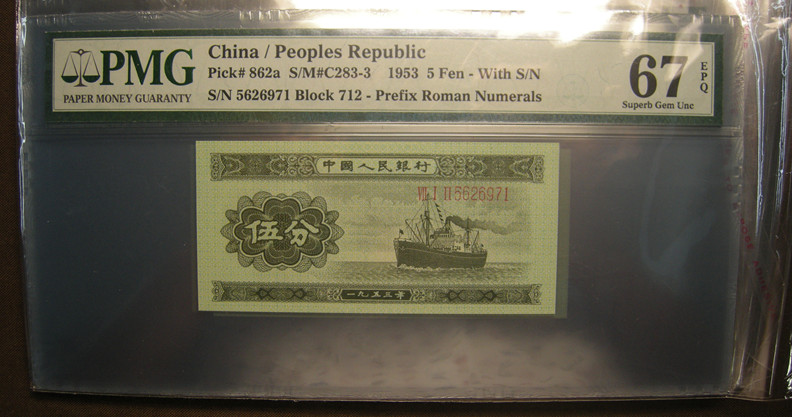 PMG
PAPER MONEY GUARANTY
China / Peoples Republic
Pick# 862a S/M#C283-3 1953 5 Fen - With S/N
S/N 5626971 Block 712 - Prefix Roman Numerals
67
EPQ
Superb Gem Unc
中國人民銀行
VII I II 5626971
伍分
一九五三年